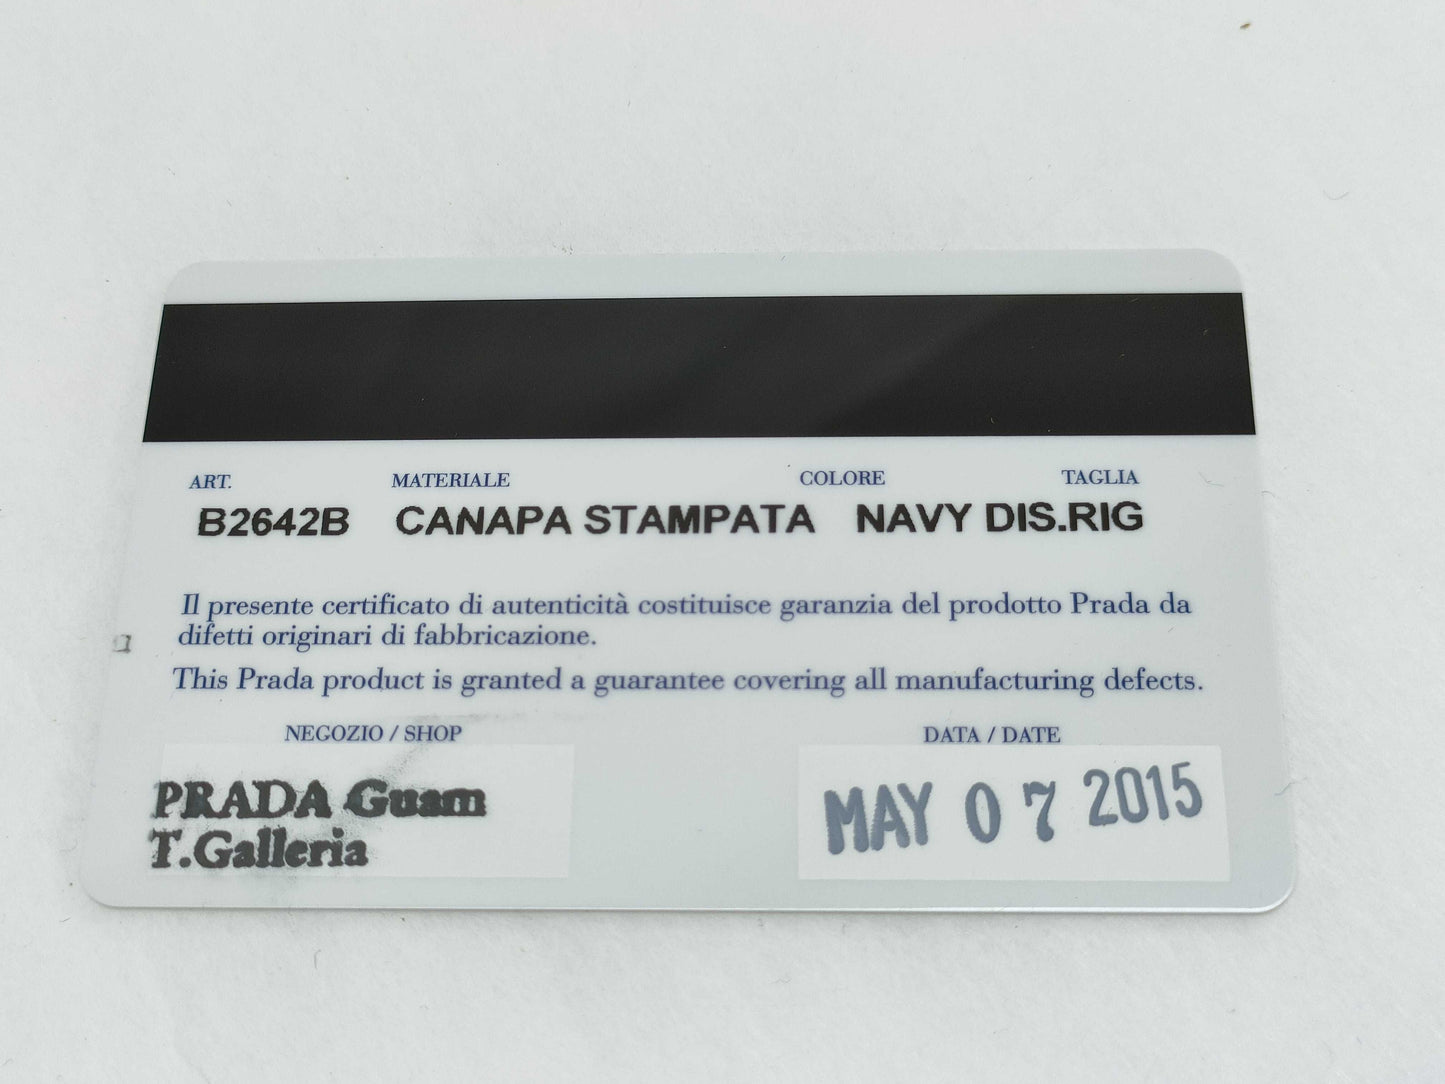 ART. MATERIALE COLORE TAGLIA
B2642B CANAPA STAMPATA NAVY DIS.RIG
Il presente certificato di autenticità costituisce garanzia del prodotto Prada da
difetti originari di fabbricazione.
This Prada product is granted a guarantee covering all manufacturing defects.
NEGOZIO / SHOP DATA / DATE
PRADA Guam
T.Galleria
MAY 07 2015